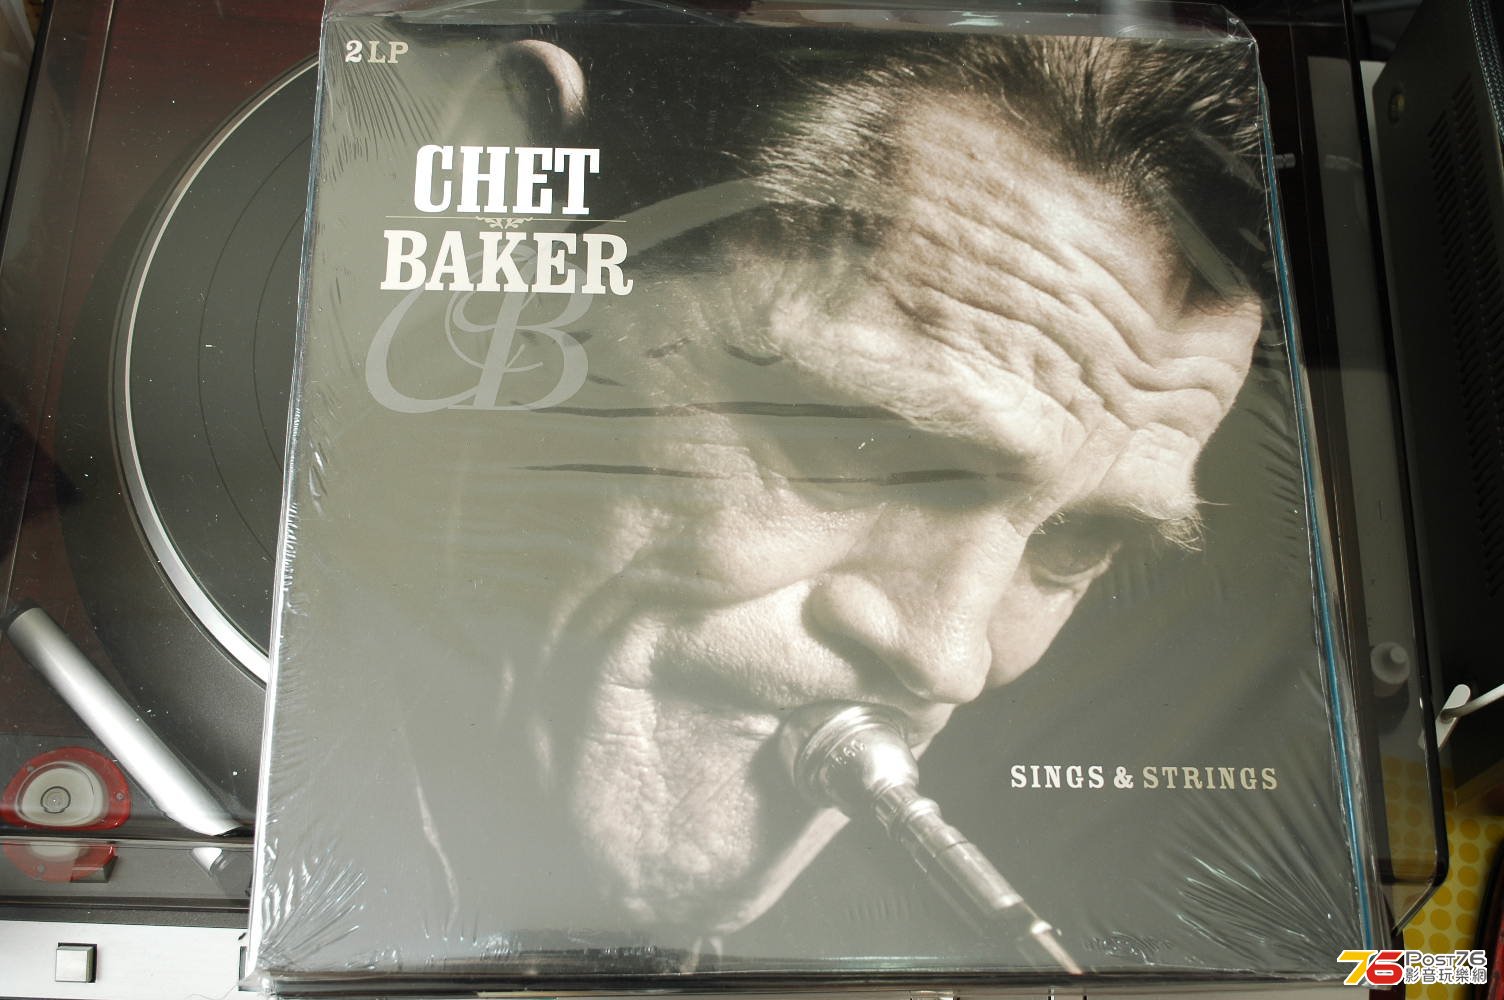 2 LP
CHET
BAKER
CB
SINGS & STRINGS
76 POST76
影音玩樂網